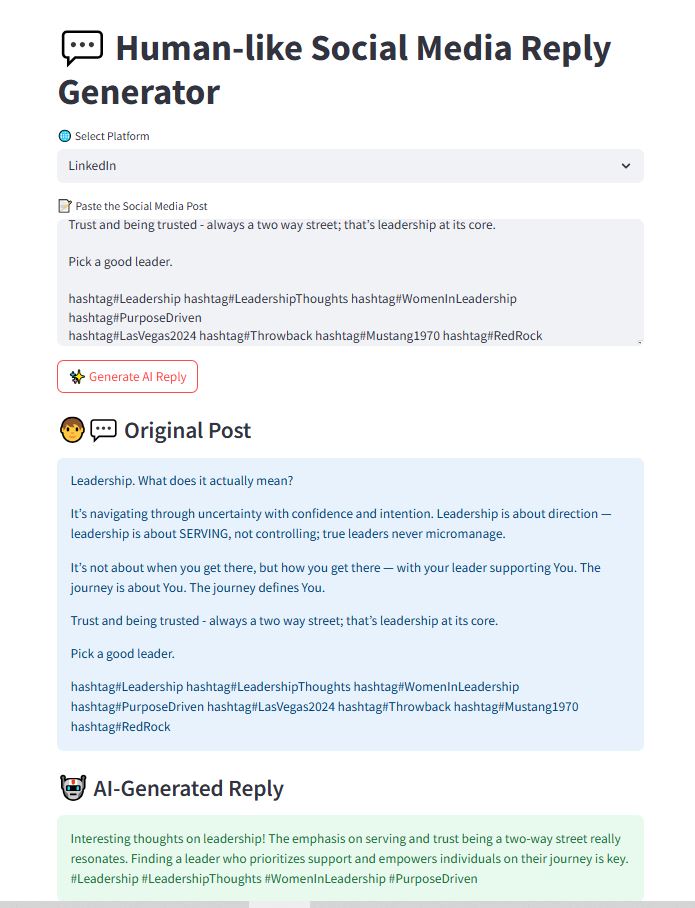 Human-like Social Media Reply
Generator
Select Platform
LinkedIn
Paste the Social Media Post
Trust and being trusted - always a two way street; that’s leadership at its core.
Pick a good leader.
hashtag#Leadership hashtag#LeadershipThoughts hashtag#WomenInLeadership
hashtag#PurposeDriven
hashtag#LasVegas2024 hashtag#Throwback hashtag#Mustang1970 hashtag#RedRock
Generate AI Reply
Original Post
Leadership. What does it actually mean?
It’s navigating through uncertainty with confidence and intention. Leadership is about direction —
leadership is about SERVING, not controlling; true leaders never micromanage.
It’s not about when you get there, but how you get there — with your leader supporting You. The
journey is about You. The journey defines You.
Trust and being trusted - always a two way street; that’s leadership at its core.
Pick a good leader.
hashtag#Leadership hashtag#LeadershipThoughts hashtag#WomenInLeadership
hashtag#PurposeDriven hashtag#LasVegas2024 hashtag#Throwback hashtag#Mustang1970
hashtag#RedRock
AI-Generated Reply
Interesting thoughts on leadership! The emphasis on serving and trust being a two-way street really
resonates. Finding a leader who prioritizes support and empowers individuals on their journey is key.
#Leadership #LeadershipThoughts #WomenInLeadership #PurposeDriven